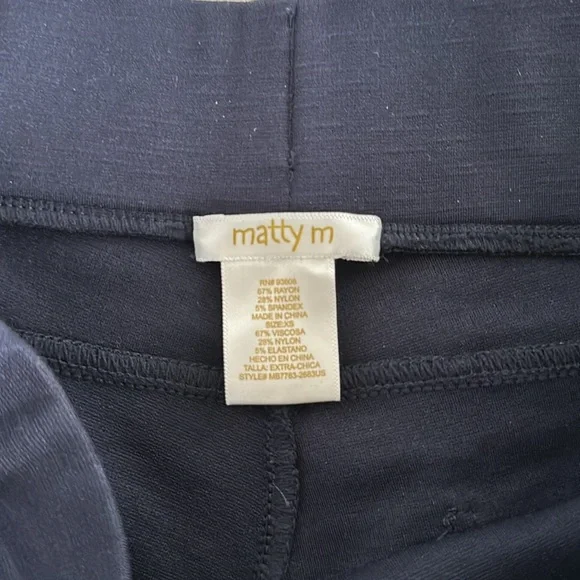 matty m
RN# 93606
67% RAYON
28% NYLON
5% SPANDEX
MADE IN CHINA
SIZE:XS
67% VISCOSA
28% NYLON
5% ELASTANO
HECHO EN CHINA
TALLA: EXTRA-CHICA
STYLE# MB7763-2653US